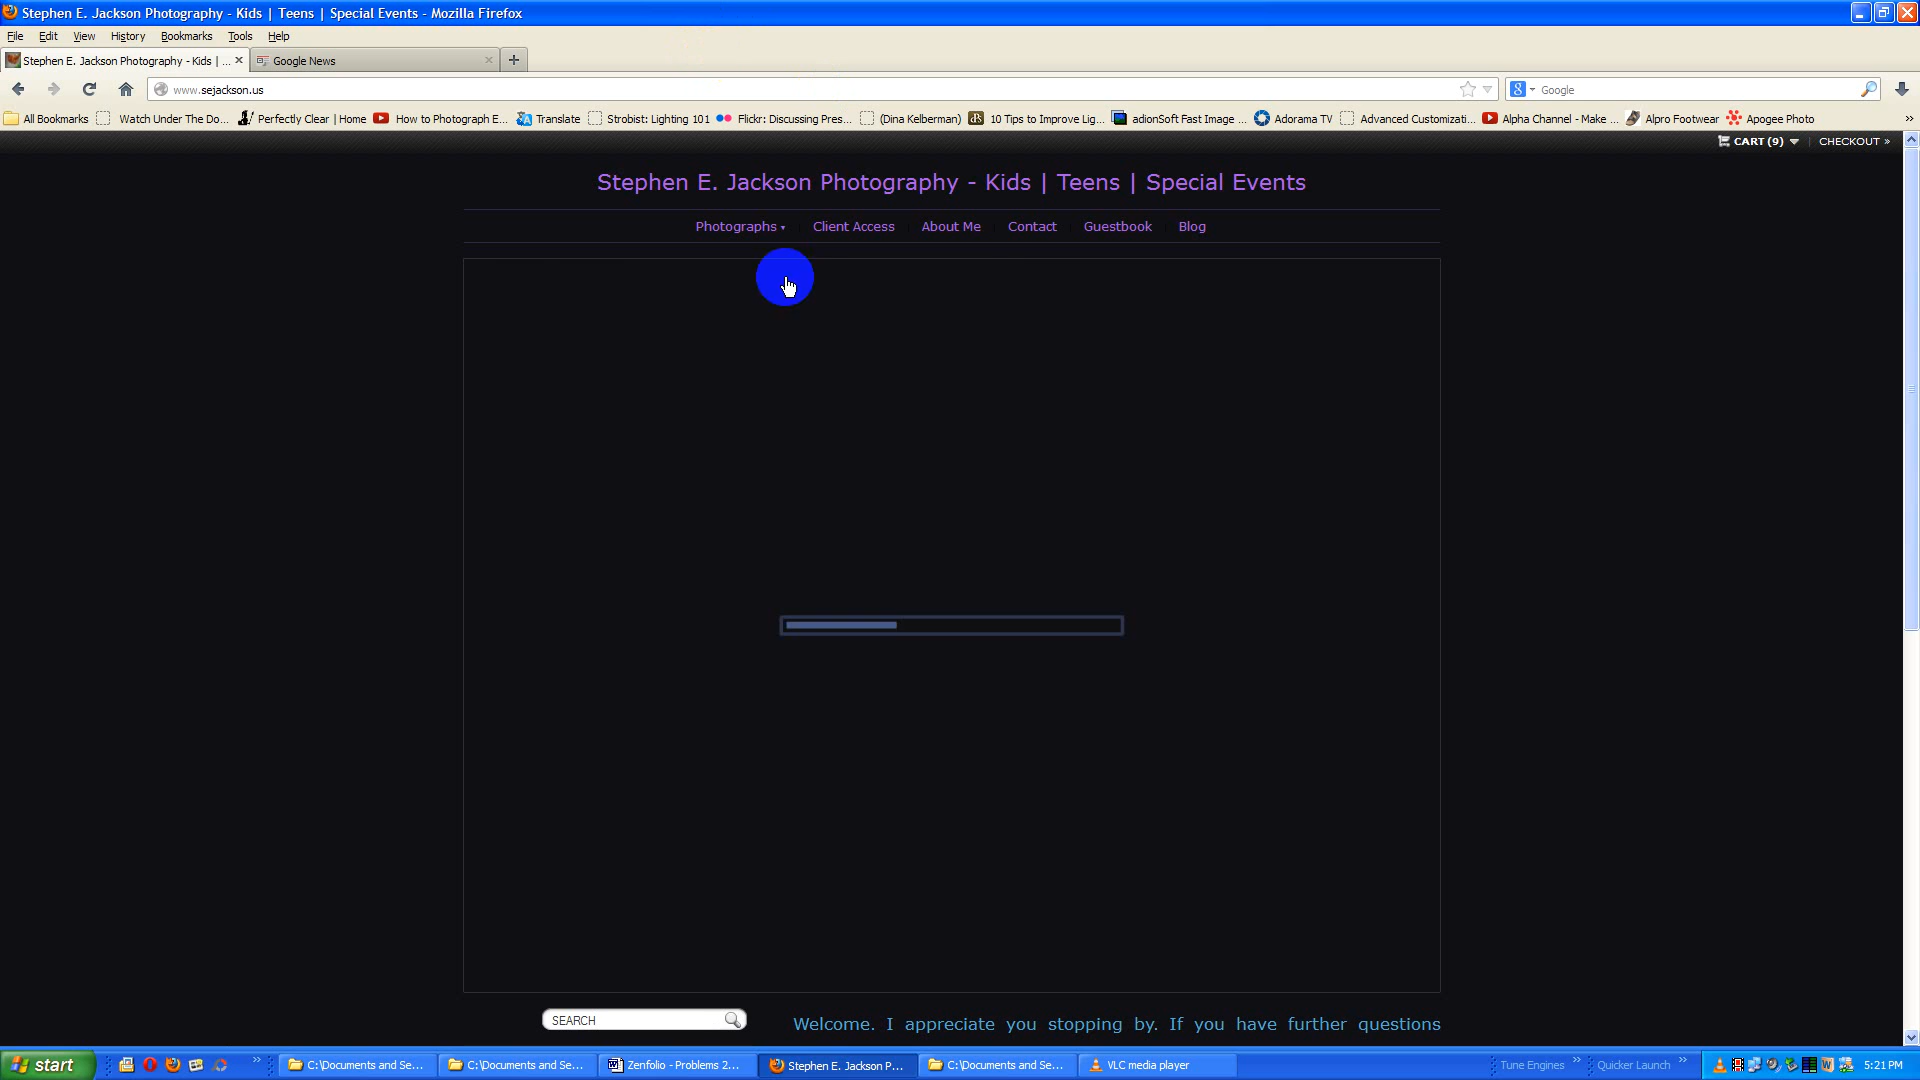 Stephen E. Jackson Photography - Kids | Teens | Special Events - Mozilla Firefox
File Edit View History Bookmarks Tools Help
Stephen E. Jackson Photography - Kids | ... Google News
www.sejackson.us Google
All Bookmarks Watch Under The Do... Perfectly Clear | Home How to Photograph E... Translate Strobist: Lighting 101 Flickr: Discussing Pres... (Dina Kelberman) 10 Tips to Improve Lig... adionSoft Fast Image ... Adorama TV Advanced Customizati... Alpha Channel - Make ... Alpro Footwear Apogee Photo
CART (9) CHECKOUT »
Stephen E. Jackson Photography - Kids | Teens | Special Events
Photographs Client Access About Me Contact Guestbook Blog
SEARCH
Welcome. I appreciate you stopping by. If you have further questions
start C:\Documents and Se... C:\Documents and Se... Zenfolio - Problems 2... Stephen E. Jackson P... C:\Documents and Se... VLC media player Tune Engines Quicker Launch 5:21 PM